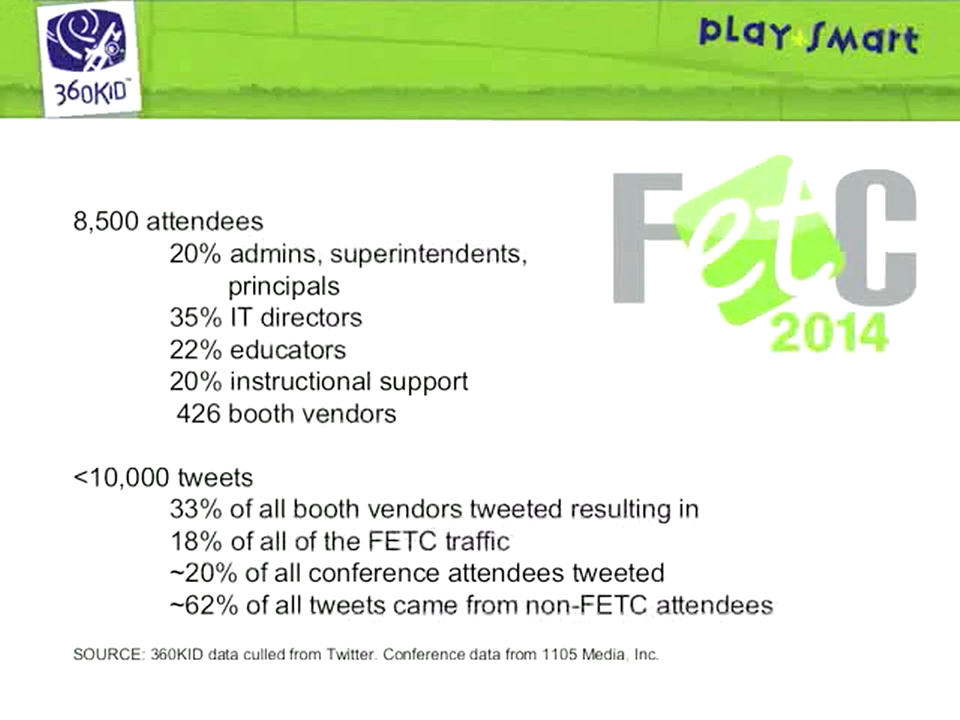 360KID™
play+smart
FetC
2014
8,500 attendees
20% admins, superintendents,
principals
35% IT directors
22% educators
20% instructional support
426 booth vendors
<10,000 tweets
33% of all booth vendors tweeted resulting in
18% of all of the FETC traffic
~20% of all conference attendees tweeted
~62% of all tweets came from non-FETC attendees
SOURCE: 360KID data culled from Twitter. Conference data from 1105 Media, Inc.